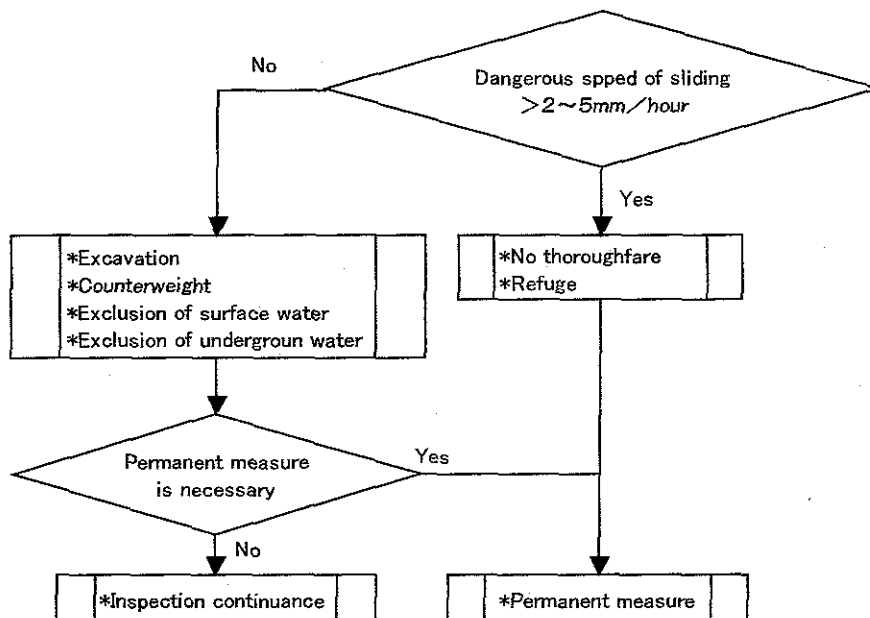 No
Dangerous spped of sliding
>2~5mm/hour
Yes
*Excavation
*Counterweight
*Exclusion of surface water
*Exclusion of undergroun water
*No thoroughfare
*Refuge
Permanent measure
is necessary
Yes
No
*Inspection continuance
*Permanent measure